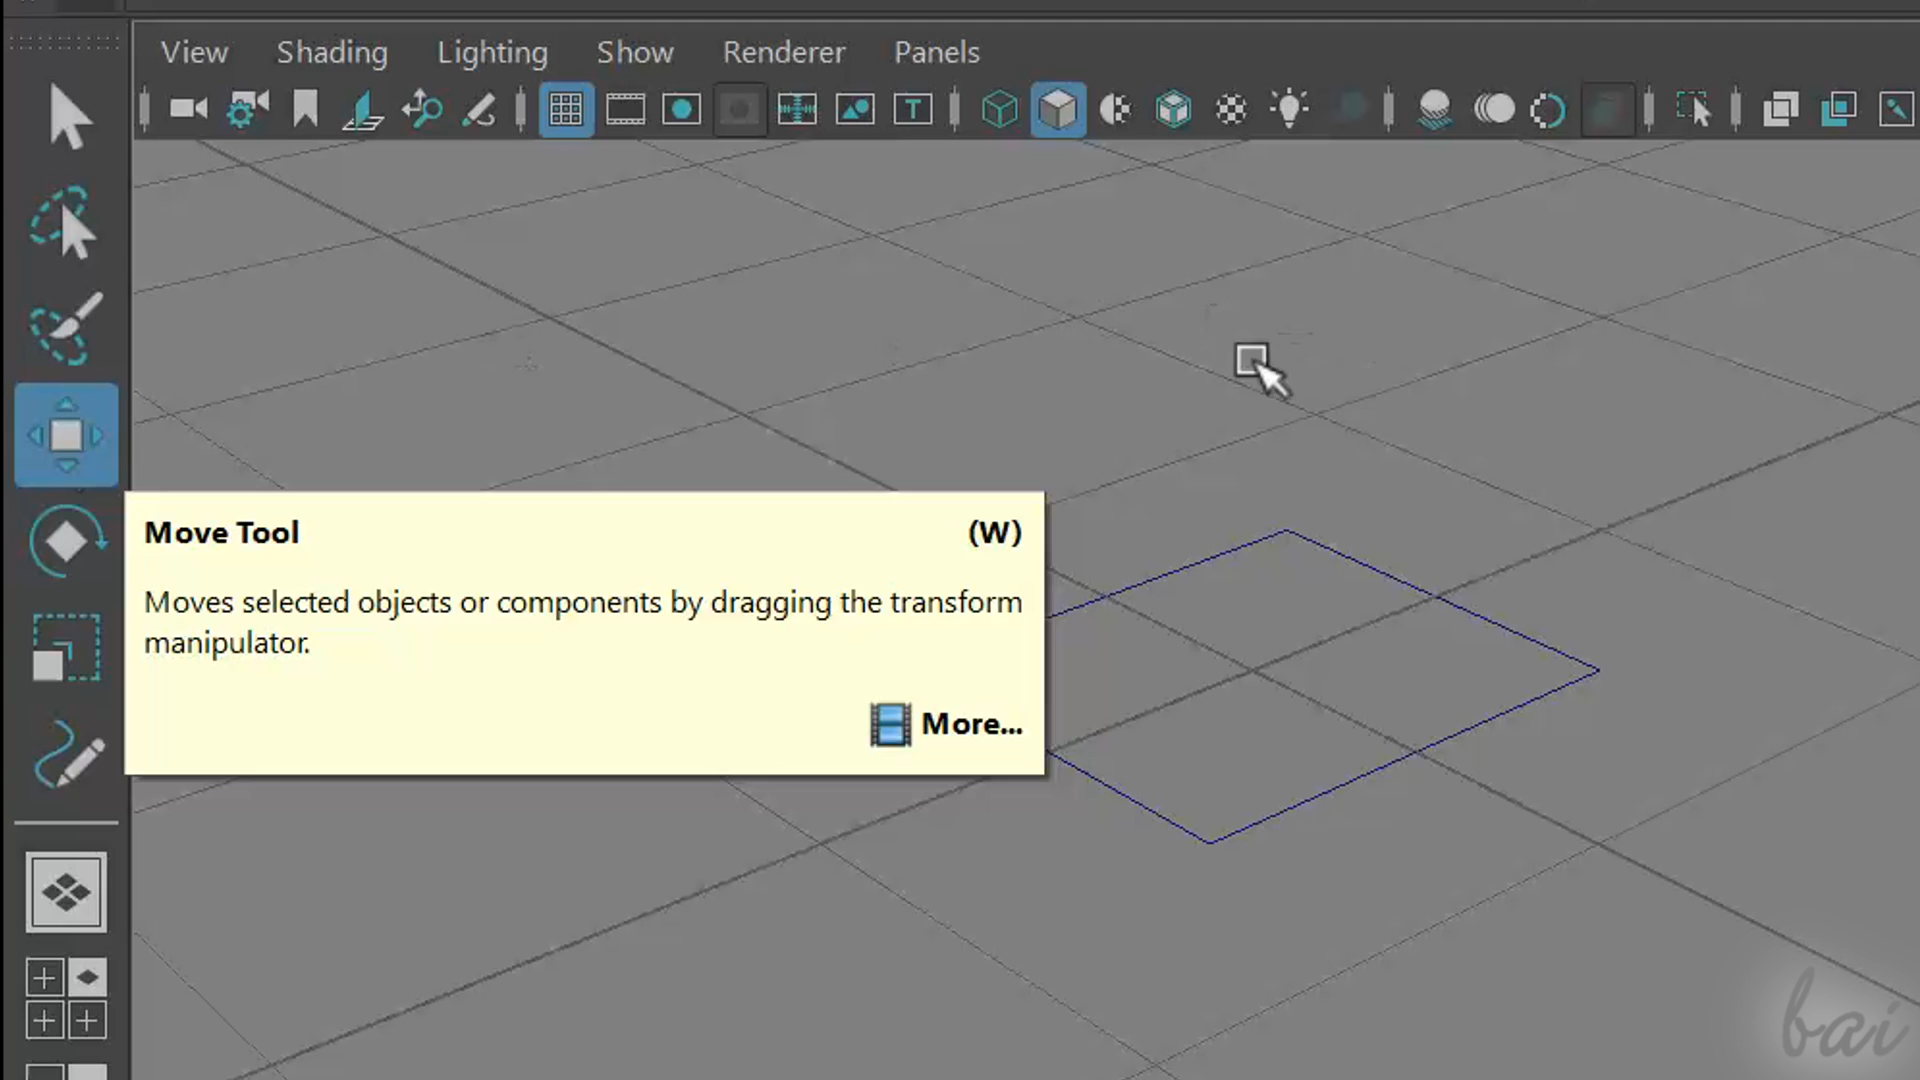 View Shading Lighting Show Renderer Panels
T
Move Tool (W)
Moves selected objects or components by dragging the transform
manipulator.
More...
bai